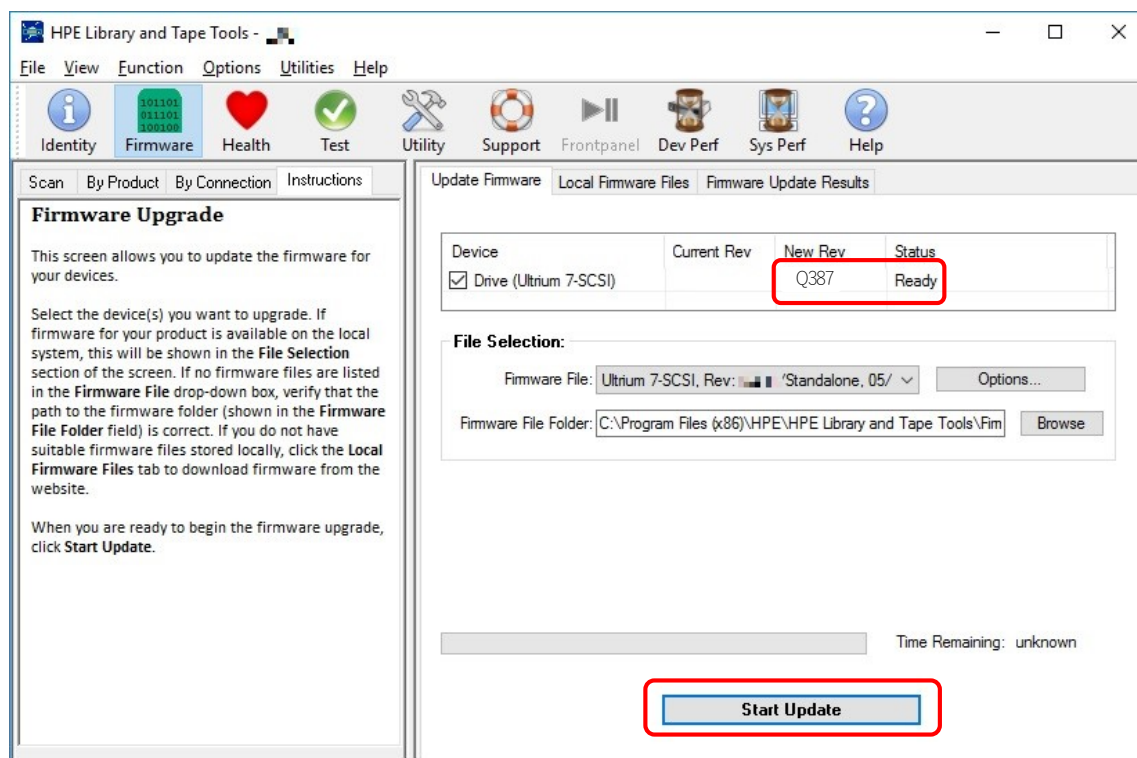 HPE Library and Tape Tools -
File View Function Options Utilities Help
101101
011101
100100
Identity Firmware Health Test Utility Support Frontpanel Dev Perf Sys Perf Help
Scan By Product By Connection Instructions
Update Firmware Local Firmware Files Firmware Update Results
Firmware Upgrade
This screen allows you to update the firmware for
your devices.
Select the device(s) you want to upgrade. If
firmware for your product is available on the local
system, this will be shown in the File Selection
section of the screen. If no firmware files are listed
in the Firmware File drop-down box, verify that the
path to the firmware folder (shown in the Firmware
File Folder field) is correct. If you do not have
suitable firmware files stored locally, click the Local
Firmware Files tab to download firmware from the
website.
When you are ready to begin the firmware upgrade,
click Start Update.
Device Current Rev New Rev Status
Drive (Ultrium 7-SCSI) Q387 Ready
File Selection:
Firmware File: Ultrium 7-SCSI, Rev: /Standalone, 05/ Options...
Firmware File Folder: C:\Program Files (x86)\HPE\HPE Library and Tape Tools\Firm Browse
Time Remaining: unknown
Start Update